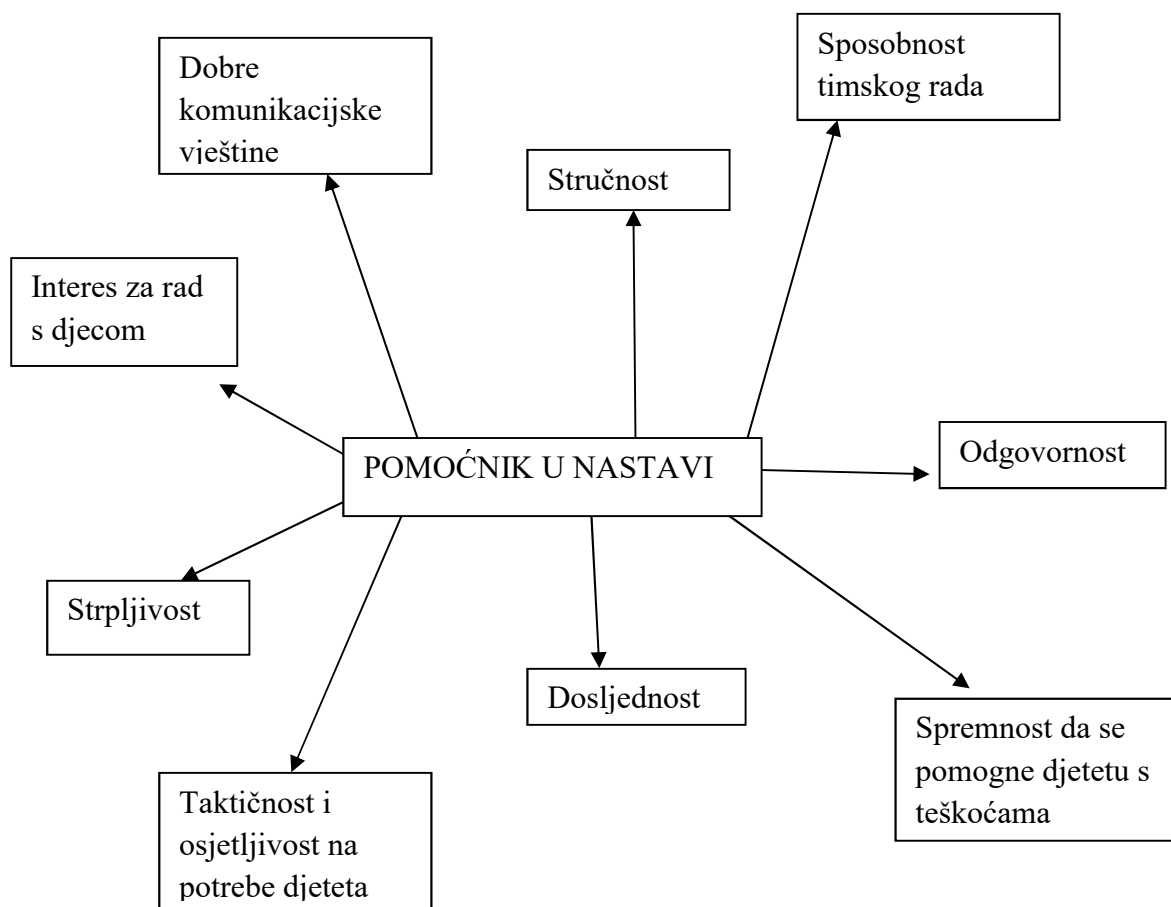 Dobre
komunikacijske
vještine
Sposobnost
timskog rada
Stručnost
Interes za rad
s djecom
POMOĆNIK U NASTAVI
Odgovornost
Strpljivost
Dosljednost
Spremnost da se
pomogne djetetu s
teškoćama
Taktičnost i
osjetljivost na
potrebe djeteta